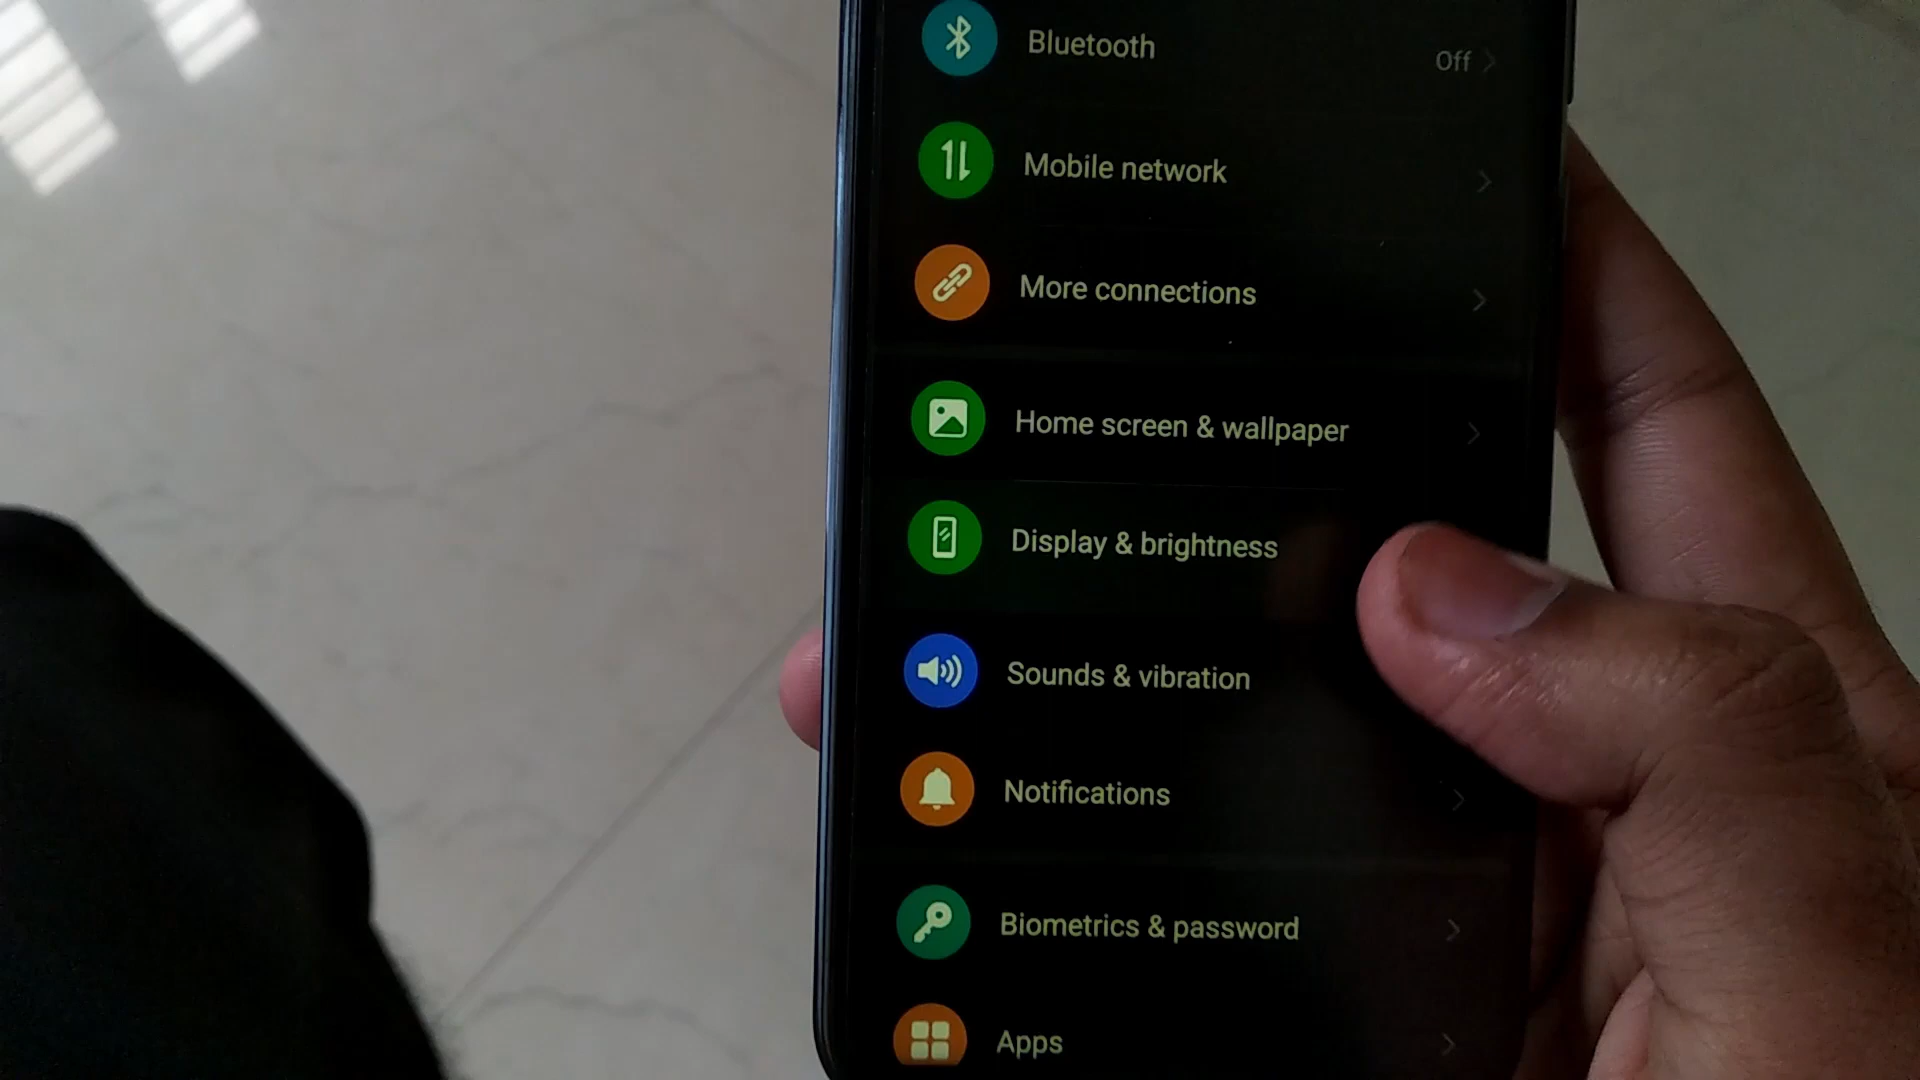 Bluetooth
Off
Mobile network
More connections
Home screen & wallpaper
Display & brightness
Sounds & vibration
Notifications
Biometrics & password
Apps